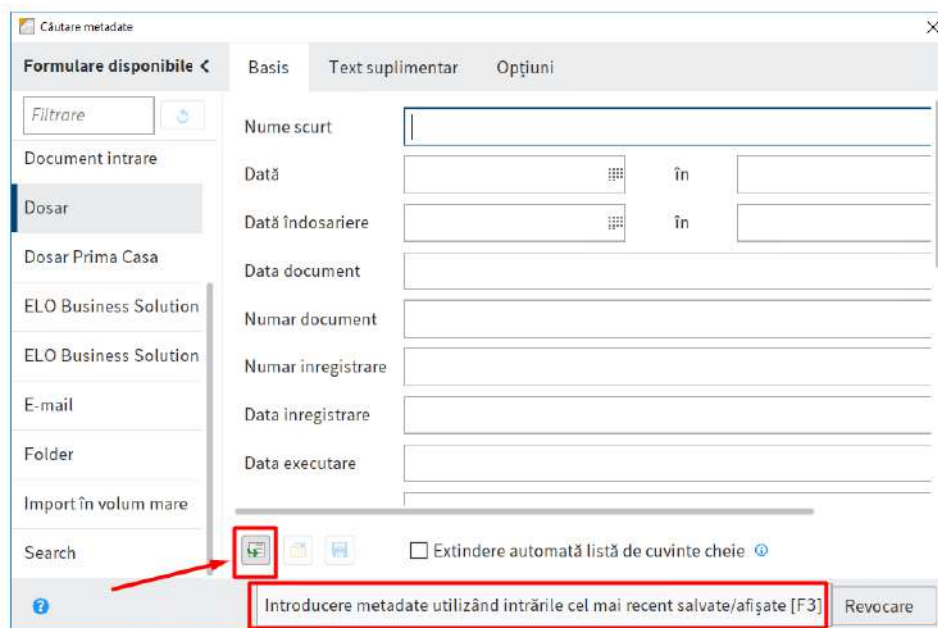 Căutare metadate
Formulare disponibile
Basis
Text suplimentar
Opțiuni
Filtrare
Document intrare
Dosar
Dosar Prima Casa
ELO Business Solution
ELO Business Solution
E-mail
Folder
Import în volum mare
Search
Nume scurt
Dată
în
Dată îndosariere
în
Data document
Numar document
Numar inregistrare
Data inregistrare
Data executare
Extindere automată listă de cuvinte cheie
Introducere metadate utilizând intrările cel mai recent salvate/afișate [F3]
Revocare